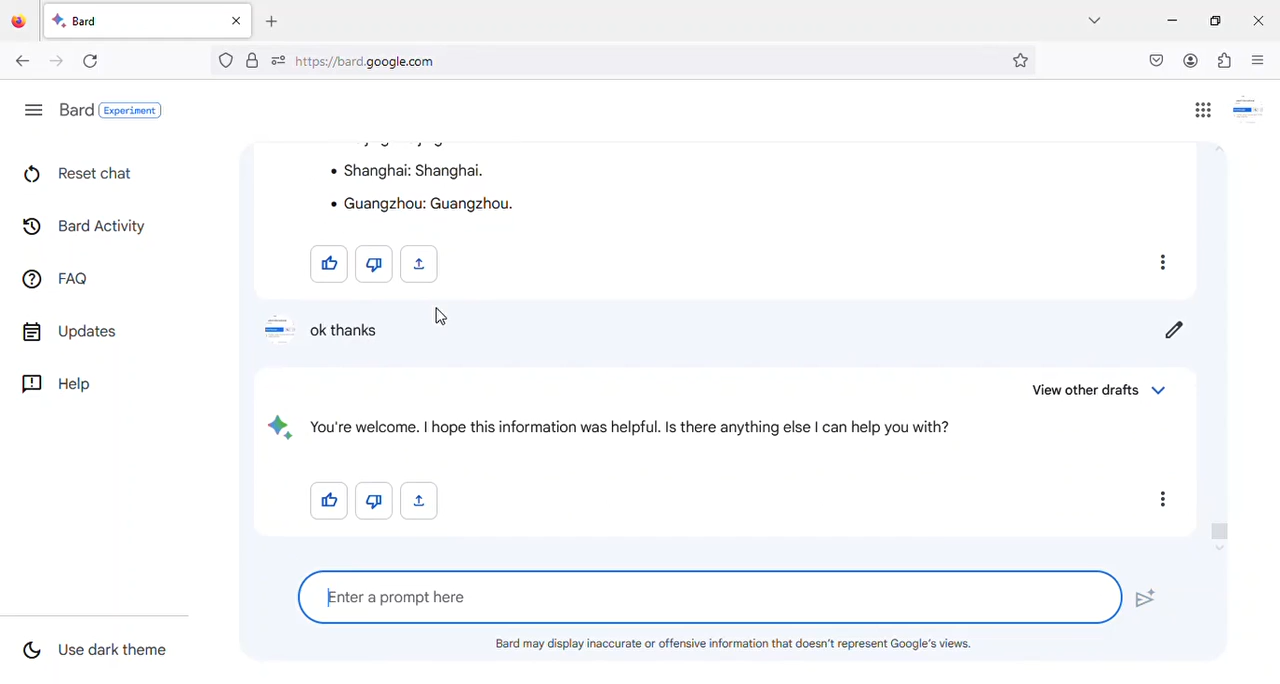 Bard
https://bard.google.com
Bard Experiment
Reset chat
Bard Activity
FAQ
Updates
Help
Use dark theme
Shanghai: Shanghai.
Guangzhou: Guangzhou.
ok thanks
View other drafts
You're welcome. I hope this information was helpful. Is there anything else I can help you with?
Enter a prompt here
Bard may display inaccurate or offensive information that doesn't represent Google's views.